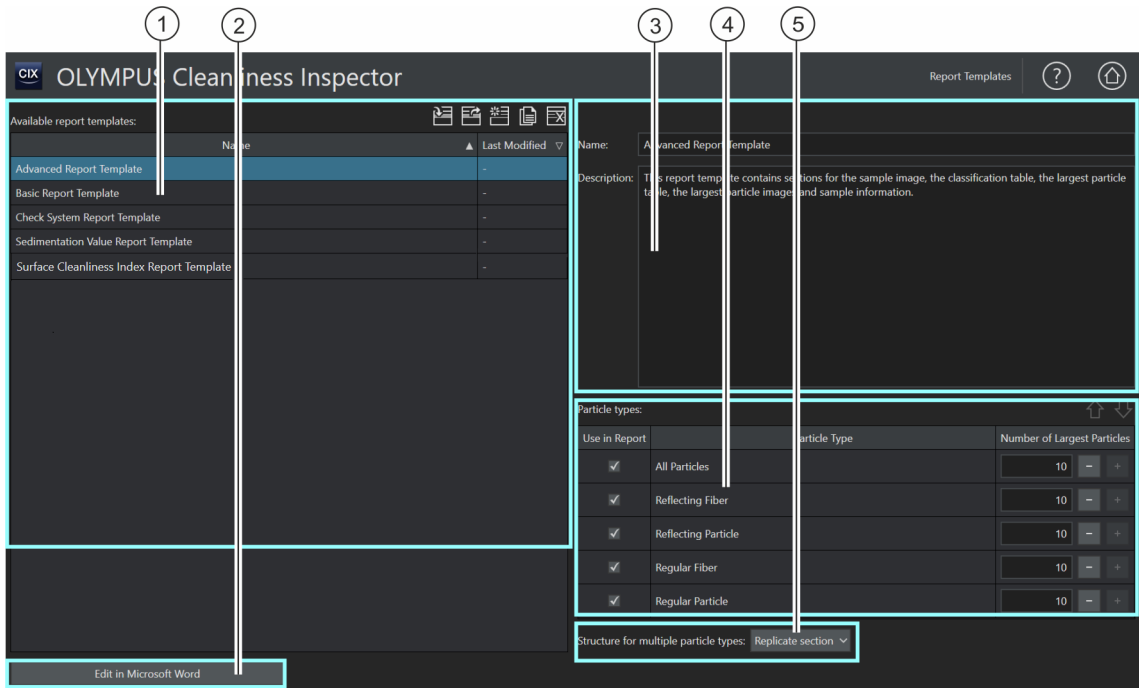 1 2 3 4 5
CIX OLYMPUS Cleanliness Inspector
Report Templates ?
Available report templates:
Name Last Modified
Advanced Report Template -
Basic Report Template -
Check System Report Template -
Sedimentation Value Report Template -
Surface Cleanliness Index Report Template -
Edit in Microsoft Word
Name: Advanced Report Template
Description: This report template contains sections for the sample image, the classification table, the largest particle
table, the largest particle images and sample information.
Particle types:
Use in Report Particle Type Number of Largest Particles
All Particles 10 - +
Reflecting Fiber 10 - +
Reflecting Particle 10 - +
Regular Fiber 10 - +
Regular Particle 10 - +
Structure for multiple particle types: Replicate section